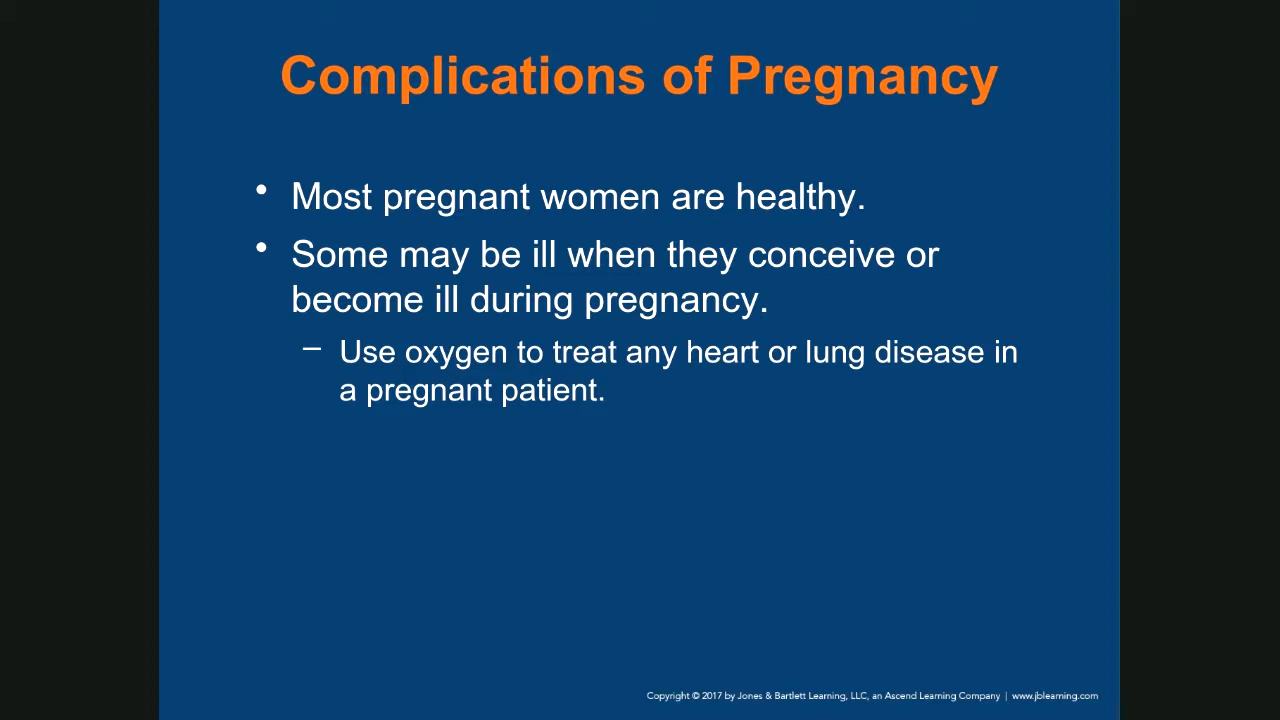 Complications of Pregnancy
• Most pregnant women are healthy.
• Some may be ill when they conceive or
become ill during pregnancy.
– Use oxygen to treat any heart or lung disease in
a pregnant patient.
Copyright © 2017 by Jones & Bartlett Learning, LLC, an Ascend Learning Company | www.jblearning.com